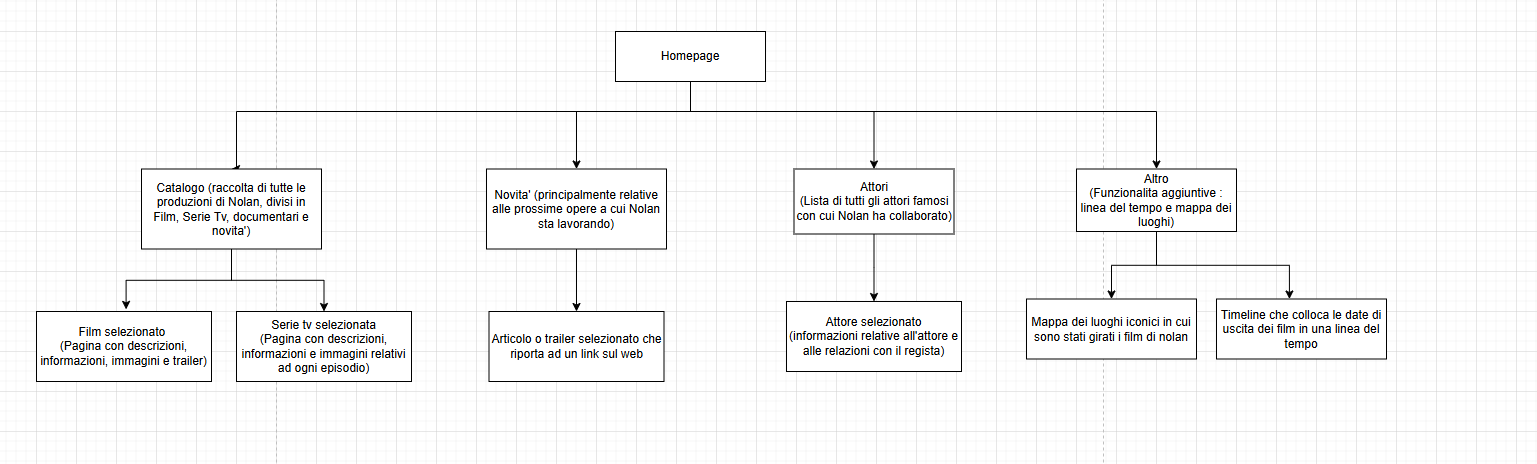 Homepage
Catalogo (raccolta di tutte le
produzioni di Nolan, divisi in
Film, Serie Tv, documentari e
novita')
Novita' (principalmente relative
alle prossime opere a cui Nolan
sta lavorando)
Attori
(Lista di tutti gli attori famosi
con cui Nolan ha collaborato)
Altro
(Funzionalita aggiuntive :
linea del tempo e mappa dei
luoghi)
Film selezionato
(Pagina con descrizioni,
informazioni, immagini e trailer)
Serie tv selezionata
(Pagina con descrizioni,
informazioni e immagini relativi
ad ogni episodio)
Articolo o trailer selezionato che
riporta ad un link sul web
Attore selezionato
(informazioni relative all'attore e
alle relazioni con il regista)
Mappa dei luoghi iconici in cui
sono stati girati i film di nolan
Timeline che colloca le date di
uscita dei film in una linea del
tempo